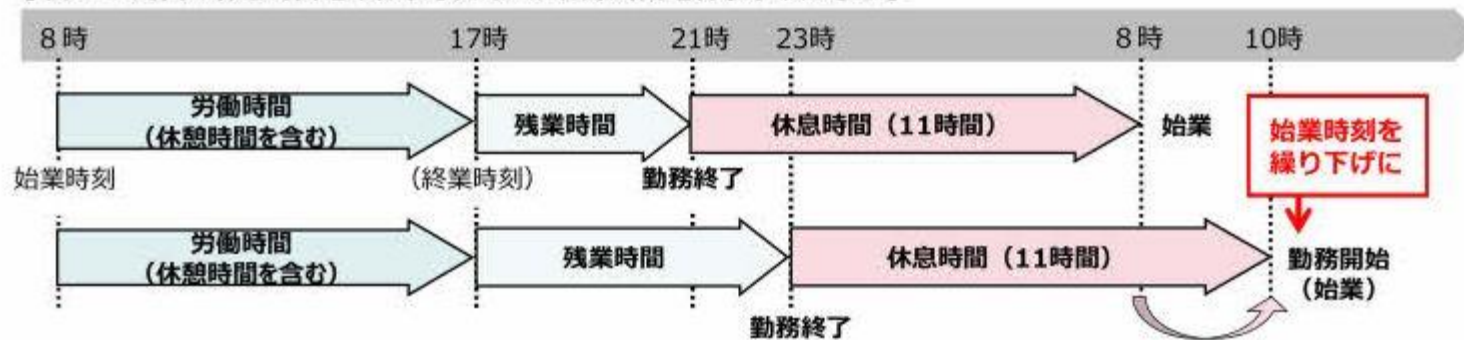 8時 17時 21時 23時 8時 10時
労働時間
(休憩時間を含む)
残業時間
休息時間（11時間）
始業
始業時刻を
繰り下げに
始業時刻
(終業時刻)
勤務終了
労働時間
(休憩時間を含む)
残業時間
休息時間（11時間）
勤務開始
（始業）
勤務終了